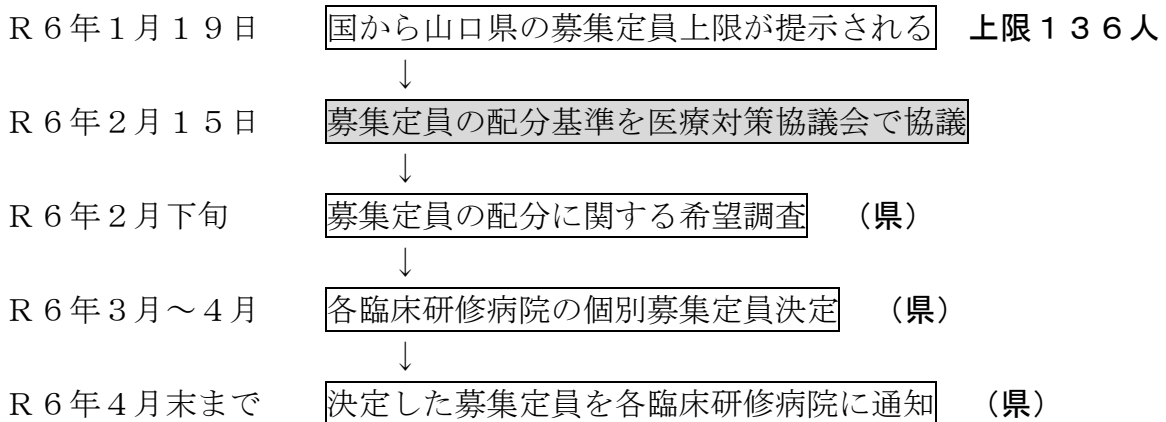 Ｒ６年１月１９日　国から山口県の募集定員上限が提示される　上限１３６人
↓
Ｒ６年２月１５日　募集定員の配分基準を医療対策協議会で協議
↓
Ｒ６年２月下旬　募集定員の配分に関する希望調査　（県）
↓
Ｒ６年３月～４月　各臨床研修病院の個別募集定員決定　（県）
↓
Ｒ６年４月末まで　決定した募集定員を各臨床研修病院に通知　（県）